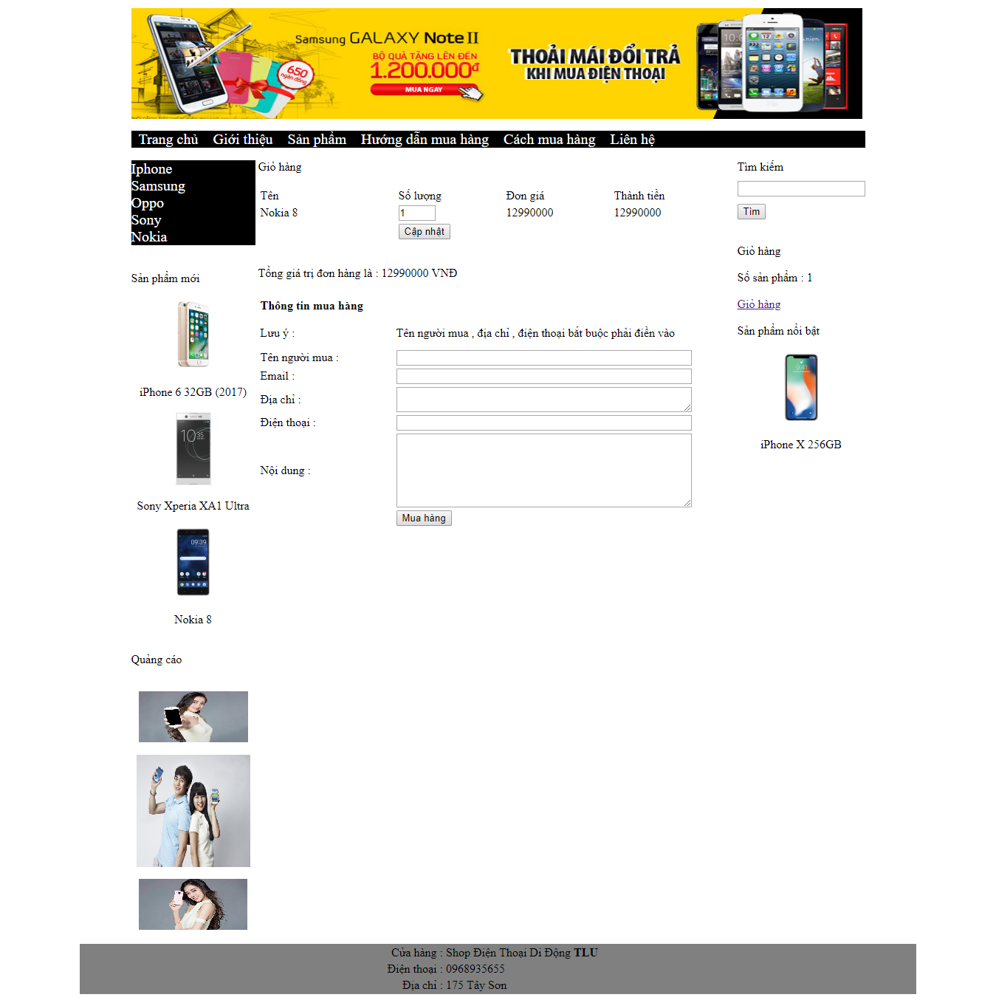 Samsung GALAXY Note II
BỘ QUÀ TẶNG LÊN ĐẾN
1.200.000đ
MUA NGAY
650
ngàn đồng
THOẢI MÁI ĐỔI TRẢ
KHI MUA ĐIỆN THOẠI
Trang chủ Giới thiệu Sản phẩm Hướng dẫn mua hàng Cách mua hàng Liên hệ
Iphone
Samsung
Oppo
Sony
Nokia
Sản phẩm mới
iPhone 6 32GB (2017)
10 35
Sony Xperia XA1 Ultra
09:39
Nokia 8
Quảng cáo
Giỏ hàng
Tên Số lượng Đơn giá Thành tiền
Nokia 8 1 12990000 12990000
Cập nhật
Tổng giá trị đơn hàng là : 12990000 VNĐ
Thông tin mua hàng
Lưu ý : Tên người mua , địa chỉ , điện thoại bắt buộc phải điền vào
Tên người mua :
Email :
Địa chỉ :
Điện thoại :
Nội dung :
Mua hàng
Tìm kiếm
Tìm
Giỏ hàng
Số sản phẩm : 1
Giỏ hàng
Sản phẩm nổi bật
iPhone X 256GB
Cửa hàng : Shop Điện Thoại Di Động TLU
Điện thoại : 0968935655
Địa chỉ : 175 Tây Sơn